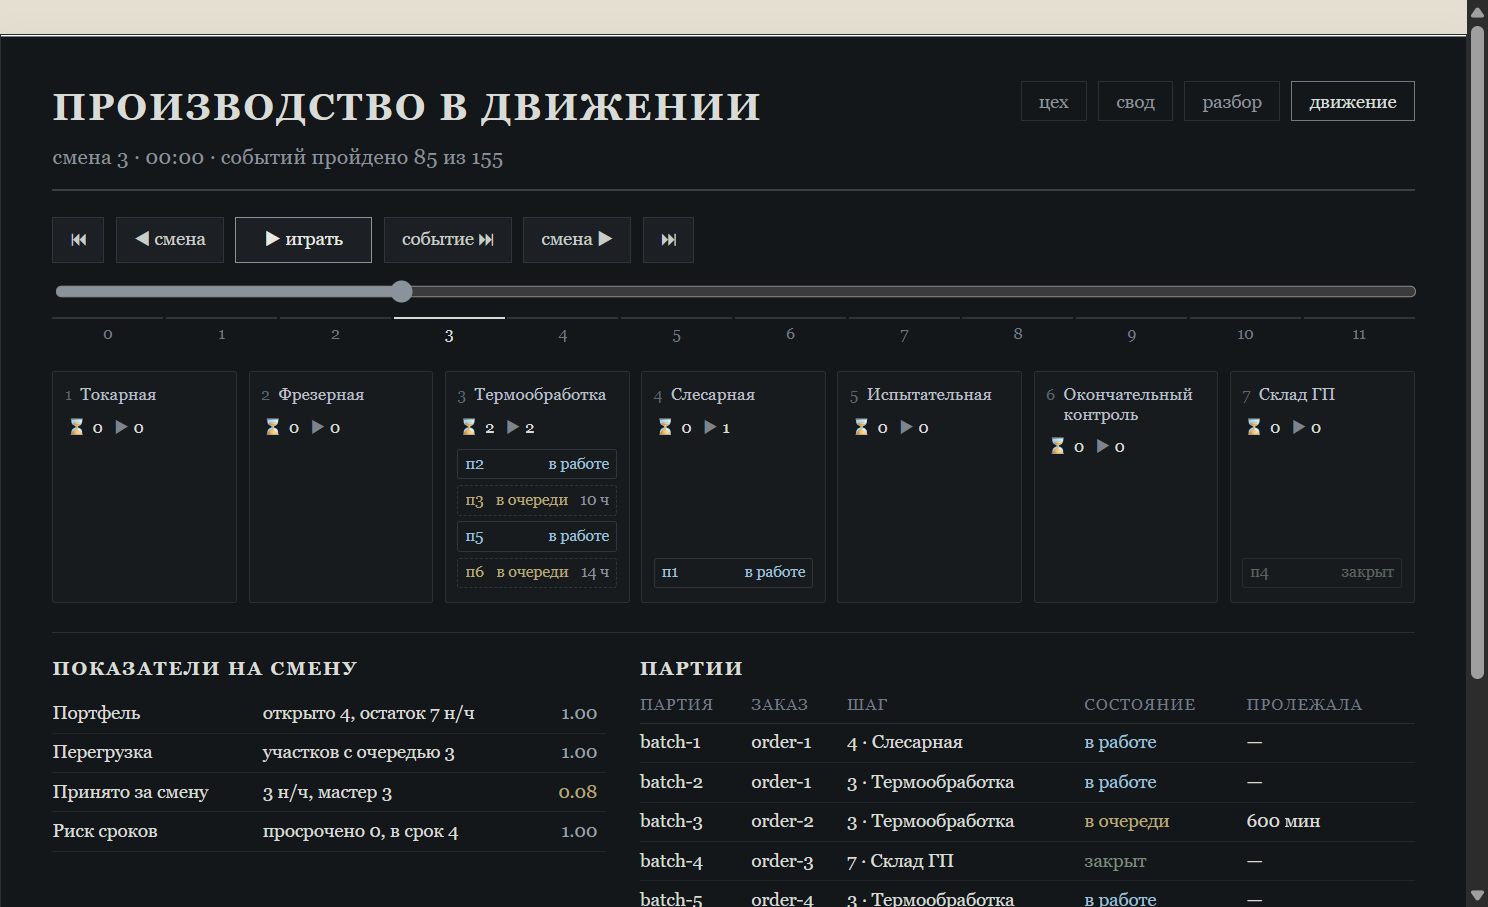 ПРОИЗВОДСТВО В ДВИЖЕНИИ
цех свод разбор движение
смена 3 · 00:00 · событий пройдено 85 из 155
⏮ ◀ смена ▶ играть событие ⏭ смена ▶ ⏭
0 1 2 3 4 5 6 7 8 9 10 11
1 Токарная
⏳ 0 ▶ 0
2 Фрезерная
⏳ 0 ▶ 0
3 Термообработка
⏳ 2 ▶ 2
п2 в работе
п3 в очереди 10 ч
п5 в работе
п6 в очереди 14 ч
4 Слесарная
⏳ 0 ▶ 1
п1 в работе
5 Испытательная
⏳ 0 ▶ 0
6 Окончательный
контроль
⏳ 0 ▶ 0
7 Склад ГП
⏳ 0 ▶ 0
п4 закрыт
ПОКАЗАТЕЛИ НА СМЕНУ
Портфель открыто 4, остаток 7 н/ч 1.00
Перегрузка участков с очередью 3 1.00
Принято за смену 3 н/ч, мастер 3 0.08
Риск сроков просрочено 0, в срок 4 1.00
ПАРТИИ
ПАРТИЯ ЗАКАЗ ШАГ СОСТОЯНИЕ ПРОЛЕЖАЛА
batch-1 order-1 4 · Слесарная в работе —
batch-2 order-1 3 · Термообработка в работе —
batch-3 order-2 3 · Термообработка в очереди 600 мин
batch-4 order-3 7 · Склад ГП закрыт —
batch-5 order-4 3 · Термообработка в работе —